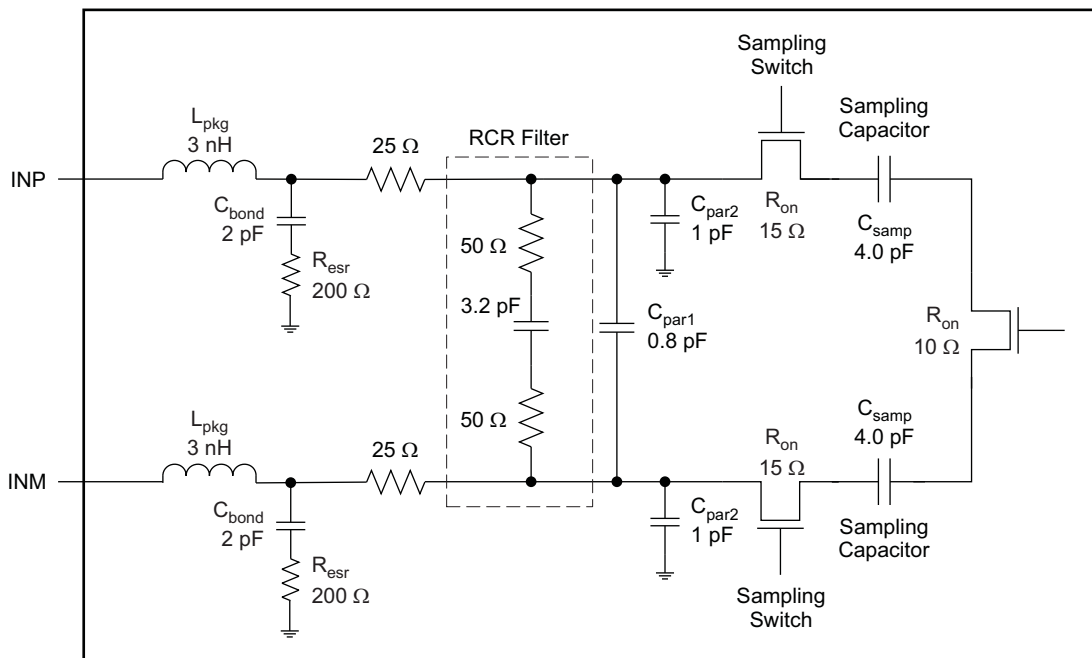 Sampling
Switch
Sampling
Capacitor
L_pkg
3 nH
25 Ω
RCR Filter
INP
C_bond
2 pF
R_esr
200 Ω
50 Ω
3.2 pF
50 Ω
C_par1
0.8 pF
C_par2
1 pF
R_on
15 Ω
C_samp
4.0 pF
R_on
10 Ω
L_pkg
3 nH
25 Ω
INM
C_bond
2 pF
R_esr
200 Ω
C_par2
1 pF
R_on
15 Ω
C_samp
4.0 pF
Sampling
Capacitor
Sampling
Switch